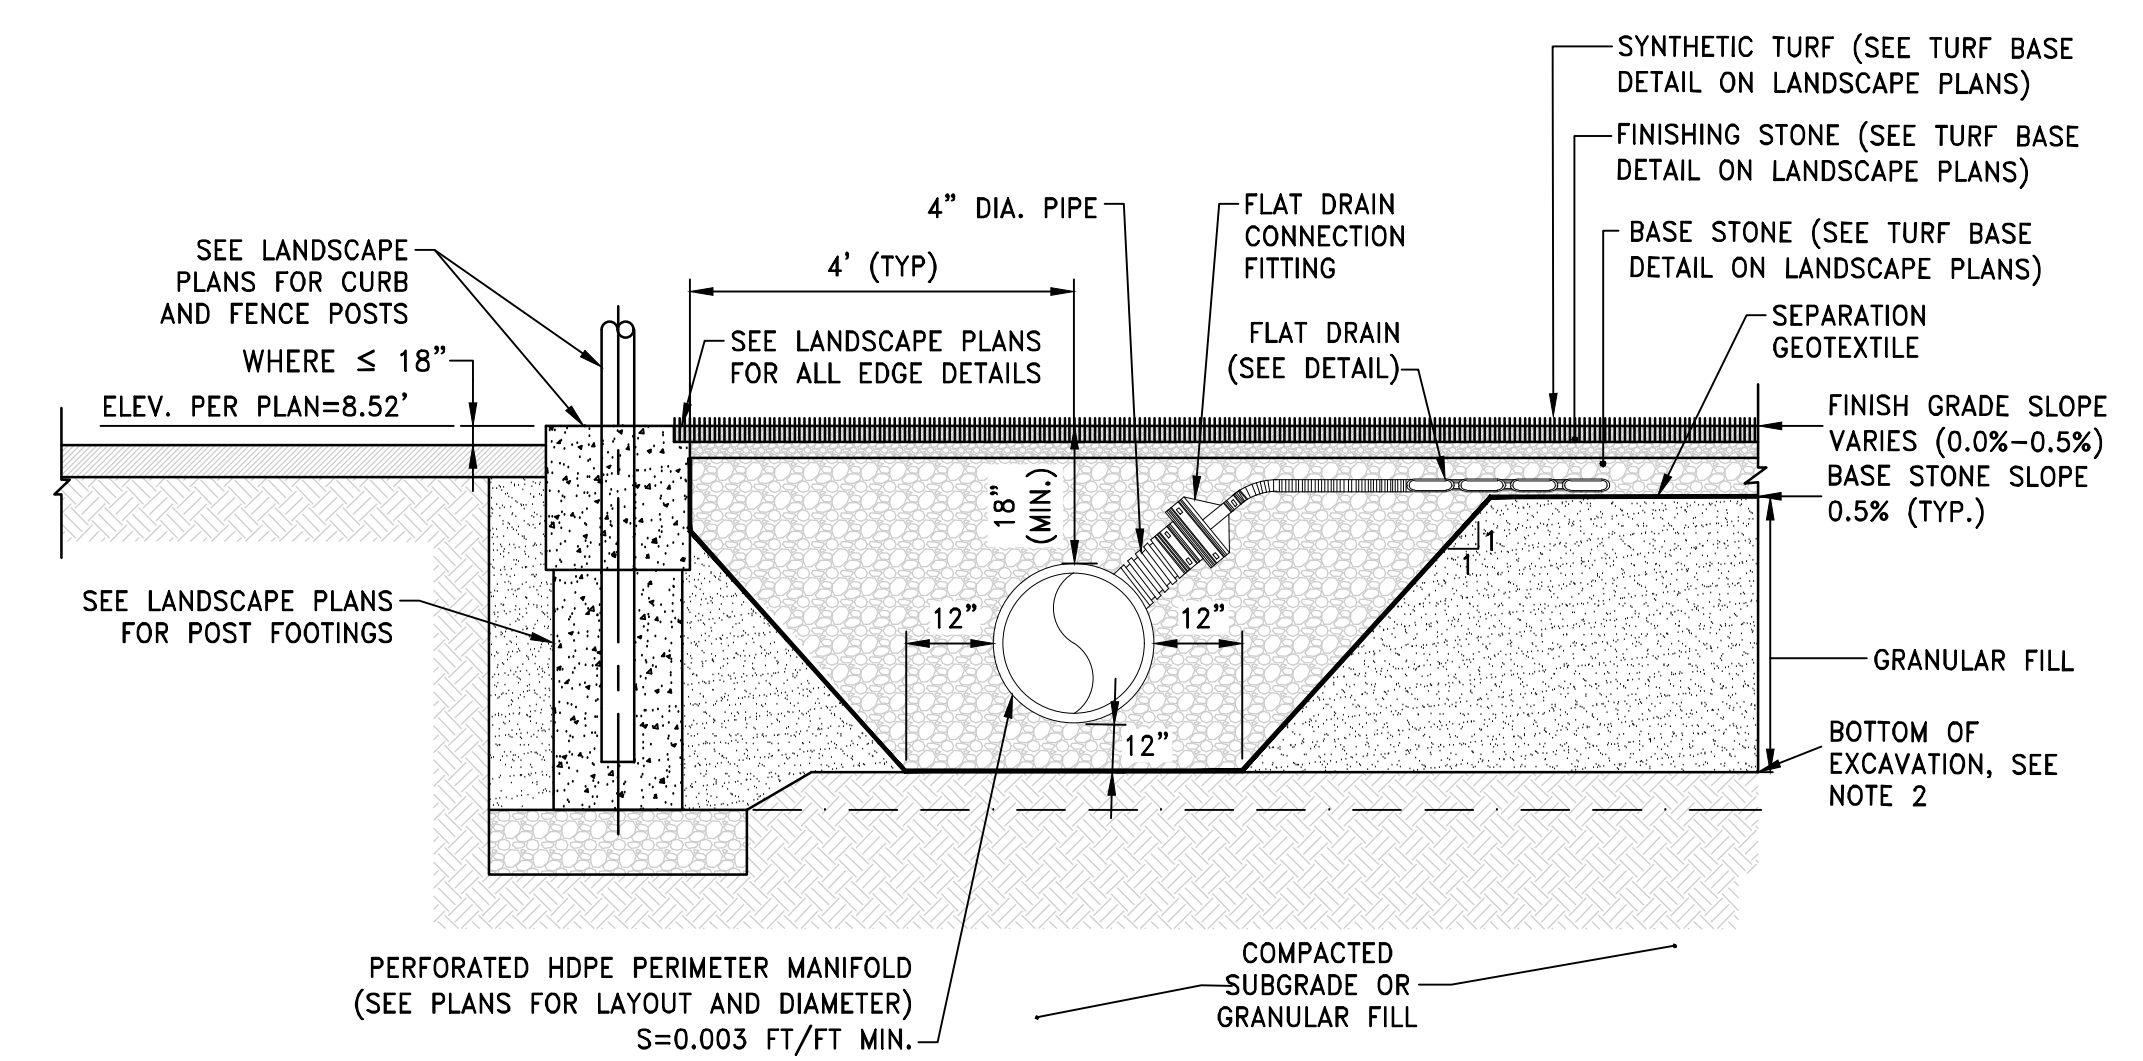 SYNTHETIC TURF (SEE TURF BASE
DETAIL ON LANDSCAPE PLANS)
FINISHING STONE (SEE TURF BASE
DETAIL ON LANDSCAPE PLANS)
4" DIA. PIPE
FLAT DRAIN
CONNECTION
FITTING
BASE STONE (SEE TURF BASE
DETAIL ON LANDSCAPE PLANS)
SEE LANDSCAPE
PLANS FOR CURB
AND FENCE POSTS
4' (TYP)
SEPARATION
GEOTEXTILE
SEE LANDSCAPE PLANS
FOR ALL EDGE DETAILS
FLAT DRAIN
(SEE DETAIL)
WHERE ≤ 18"
ELEV. PER PLAN=8.52'
FINISH GRADE SLOPE
VARIES (0.0%-0.5%)
BASE STONE SLOPE
0.5% (TYP.)
18"
(MIN.)
1
1
SEE LANDSCAPE PLANS
FOR POST FOOTINGS
12"
12"
GRANULAR FILL
12"
BOTTOM OF
EXCAVATION, SEE
NOTE 2
PERFORATED HDPE PERIMETER MANIFOLD
(SEE PLANS FOR LAYOUT AND DIAMETER)
S=0.003 FT/FT MIN.
COMPACTED
SUBGRADE OR
GRANULAR FILL